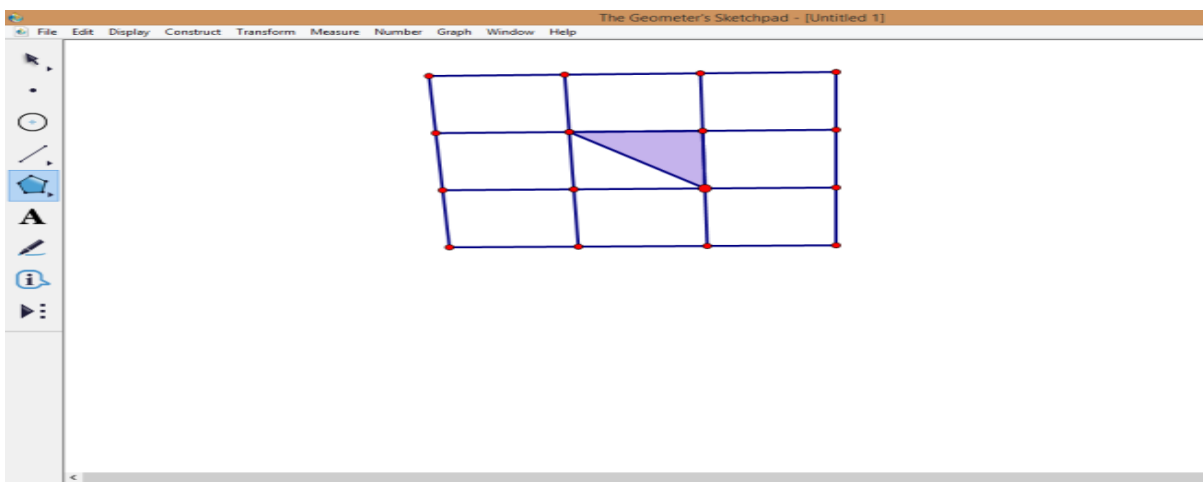 The Geometer's Sketchpad - [Untitled 1]
File Edit Display Construct Transform Measure Number Graph Window Help
A